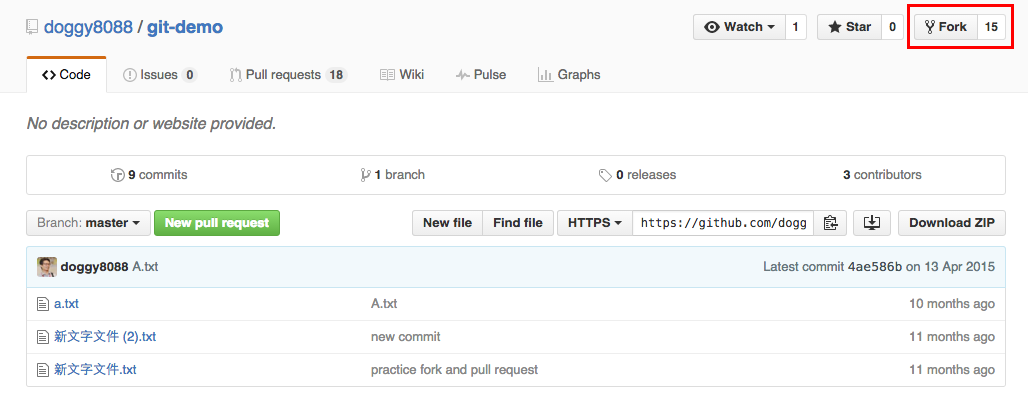 doggy8088 / git-demo Watch 1 Star 0 Fork 15
Code Issues 0 Pull requests 18 Wiki Pulse Graphs
No description or website provided.
9 commits 1 branch 0 releases 3 contributors
Branch: master New pull request New file Find file HTTPS https://github.com/dogg Download ZIP
doggy8088 A.txt Latest commit 4ae586b on 13 Apr 2015
a.txt A.txt 10 months ago
新文字文件 (2).txt new commit 11 months ago
新文字文件.txt practice fork and pull request 11 months ago